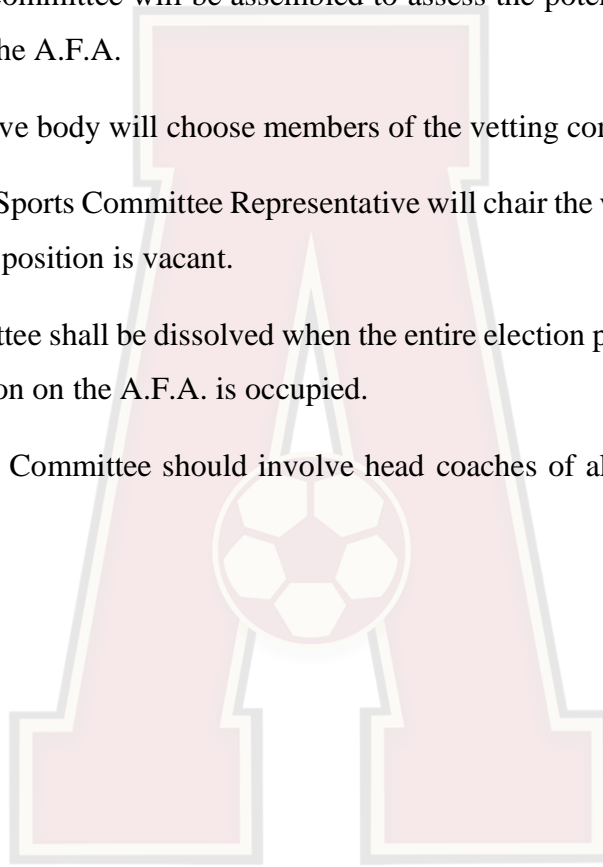 committee will be assembled to assess the poten
he A.F.A.
ve body will choose members of the vetting con
Sports Committee Representative will chair the v
position is vacant.
ttee shall be dissolved when the entire election p
on on the A.F.A. is occupied.
Committee should involve head coaches of al